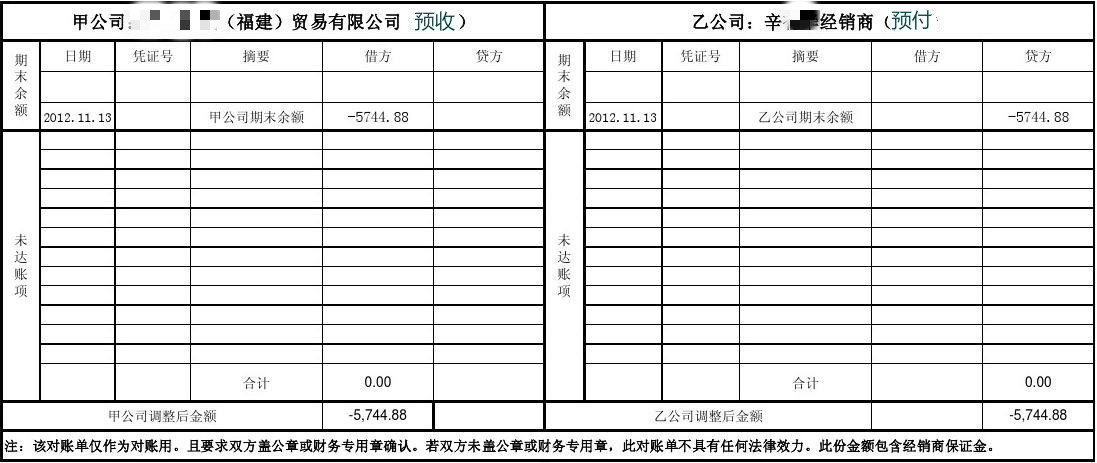 甲公司: （福建）贸易有限公司 预收） 乙公司：辛 经销商（预付
期末余额 日期 凭证号 摘要 借方 贷方 期末余额 日期 凭证号 摘要 借方 贷方
2012.11.13 甲公司期末余额 -5744.88 2012.11.13 乙公司期末余额 -5744.88
未达账项 未达账项
合计 0.00 合计 0.00
甲公司调整后金额 -5,744.88 乙公司调整后金额 -5,744.88
注：该对账单仅作为对账用。且要求双方盖公章或财务专用章确认。若双方未盖公章或财务专用章，此对账单不具有任何法律效力。此份金额包含经销商保证金。